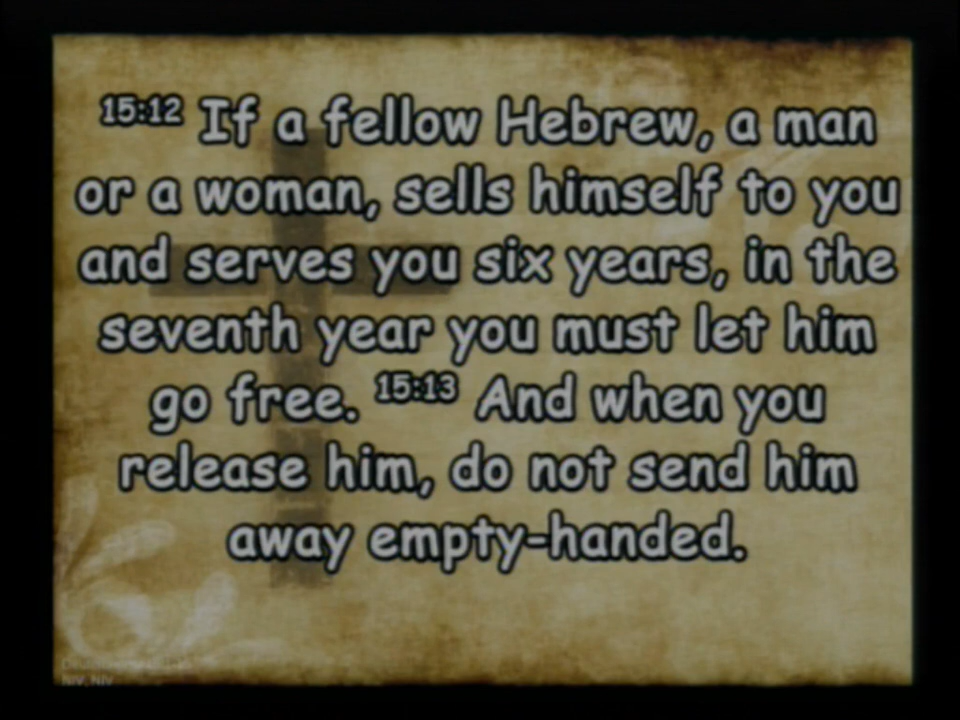 15:12 If a fellow Hebrew, a man
or a woman, sells himself to you
and serves you six years, in the
seventh year you must let him
go free. 15:13 And when you
release him, do not send him
away empty-handed.
NIV, NIV